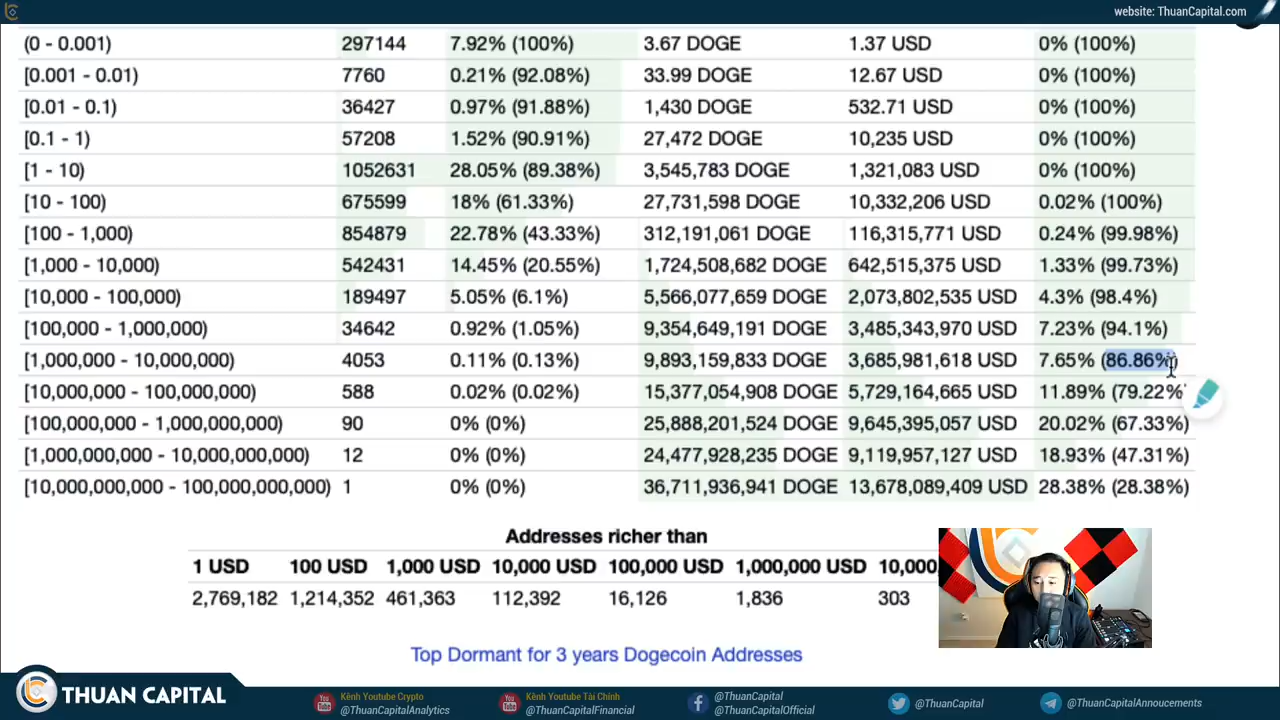 website: ThuanCapital.com
(0 - 0.001) 297144 7.92% (100%) 3.67 DOGE 1.37 USD 0% (100%)
[0.001 - 0.01) 7760 0.21% (92.08%) 33.99 DOGE 12.67 USD 0% (100%)
[0.01 - 0.1) 36427 0.97% (91.88%) 1,430 DOGE 532.71 USD 0% (100%)
[0.1 - 1) 57208 1.52% (90.91%) 27,472 DOGE 10,235 USD 0% (100%)
[1 - 10) 1052631 28.05% (89.38%) 3,545,783 DOGE 1,321,083 USD 0% (100%)
[10 - 100) 675599 18% (61.33%) 27,731,598 DOGE 10,332,206 USD 0.02% (100%)
[100 - 1,000) 854879 22.78% (43.33%) 312,191,061 DOGE 116,315,771 USD 0.24% (99.98%)
[1,000 - 10,000) 542431 14.45% (20.55%) 1,724,508,682 DOGE 642,515,375 USD 1.33% (99.73%)
[10,000 - 100,000) 189497 5.05% (6.1%) 5,566,077,659 DOGE 2,073,802,535 USD 4.3% (98.4%)
[100,000 - 1,000,000) 34642 0.92% (1.05%) 9,354,649,191 DOGE 3,485,343,970 USD 7.23% (94.1%)
[1,000,000 - 10,000,000) 4053 0.11% (0.13%) 9,893,159,833 DOGE 3,685,981,618 USD 7.65% (86.86%)
[10,000,000 - 100,000,000) 588 0.02% (0.02%) 15,377,054,908 DOGE 5,729,164,665 USD 11.89% (79.22%
[100,000,000 - 1,000,000,000) 90 0% (0%) 25,888,201,524 DOGE 9,645,395,057 USD 20.02% (67.33%)
[1,000,000,000 - 10,000,000,000) 12 0% (0%) 24,477,928,235 DOGE 9,119,957,127 USD 18.93% (47.31%)
[10,000,000,000 - 100,000,000,000) 1 0% (0%) 36,711,936,941 DOGE 13,678,089,409 USD 28.38% (28.38%)
Addresses richer than
1 USD 100 USD 1,000 USD 10,000 USD 100,000 USD 1,000,000 USD 10,000,
2,769,182 1,214,352 461,363 112,392 16,126 1,836 303
Top Dormant for 3 years Dogecoin Addresses
THUAN CAPITAL
Kênh Youtube Crypto
@ThuanCapitalAnalytics
Kênh Youtube Tài Chính
@ThuanCapitalFinancial
@ThuanCapital
@ThuanCapitalOfficial
@ThuanCapital
@ThuanCapitalAnnoucements